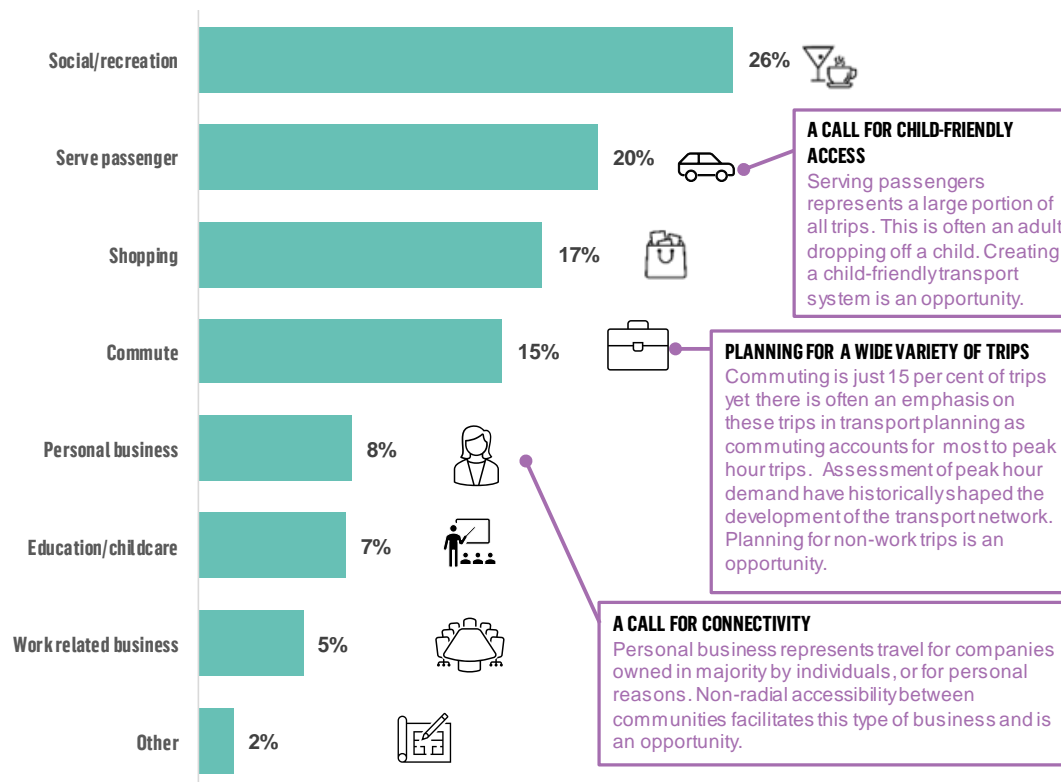 Social/recreation
26%
Serve passenger
20%
Shopping
17%
Commute
15%
Personal business
8%
Education/childcare
7%
Work related business
5%
Other
2%
A CALL FOR CHILD-FRIENDLY
ACCESS
Serving passengers
represents a large portion of
all trips. This is often an adult
dropping off a child. Creating
a child-friendly transport
system is an opportunity.
PLANNING FOR A WIDE VARIETY OF TRIPS
Commuting is just 15 per cent of trips
yet there is often an emphasis on
these trips in transport planning as
commuting accounts for most to peak
hour trips. Assessment of peak hour
demand have historically shaped the
development of the transport network.
Planning for non-work trips is an
opportunity.
A CALL FOR CONNECTIVITY
Personal business represents travel for companies
owned in majority by individuals, or for personal
reasons. Non-radial accessibility between
communities facilitates this type of business and is
an opportunity.